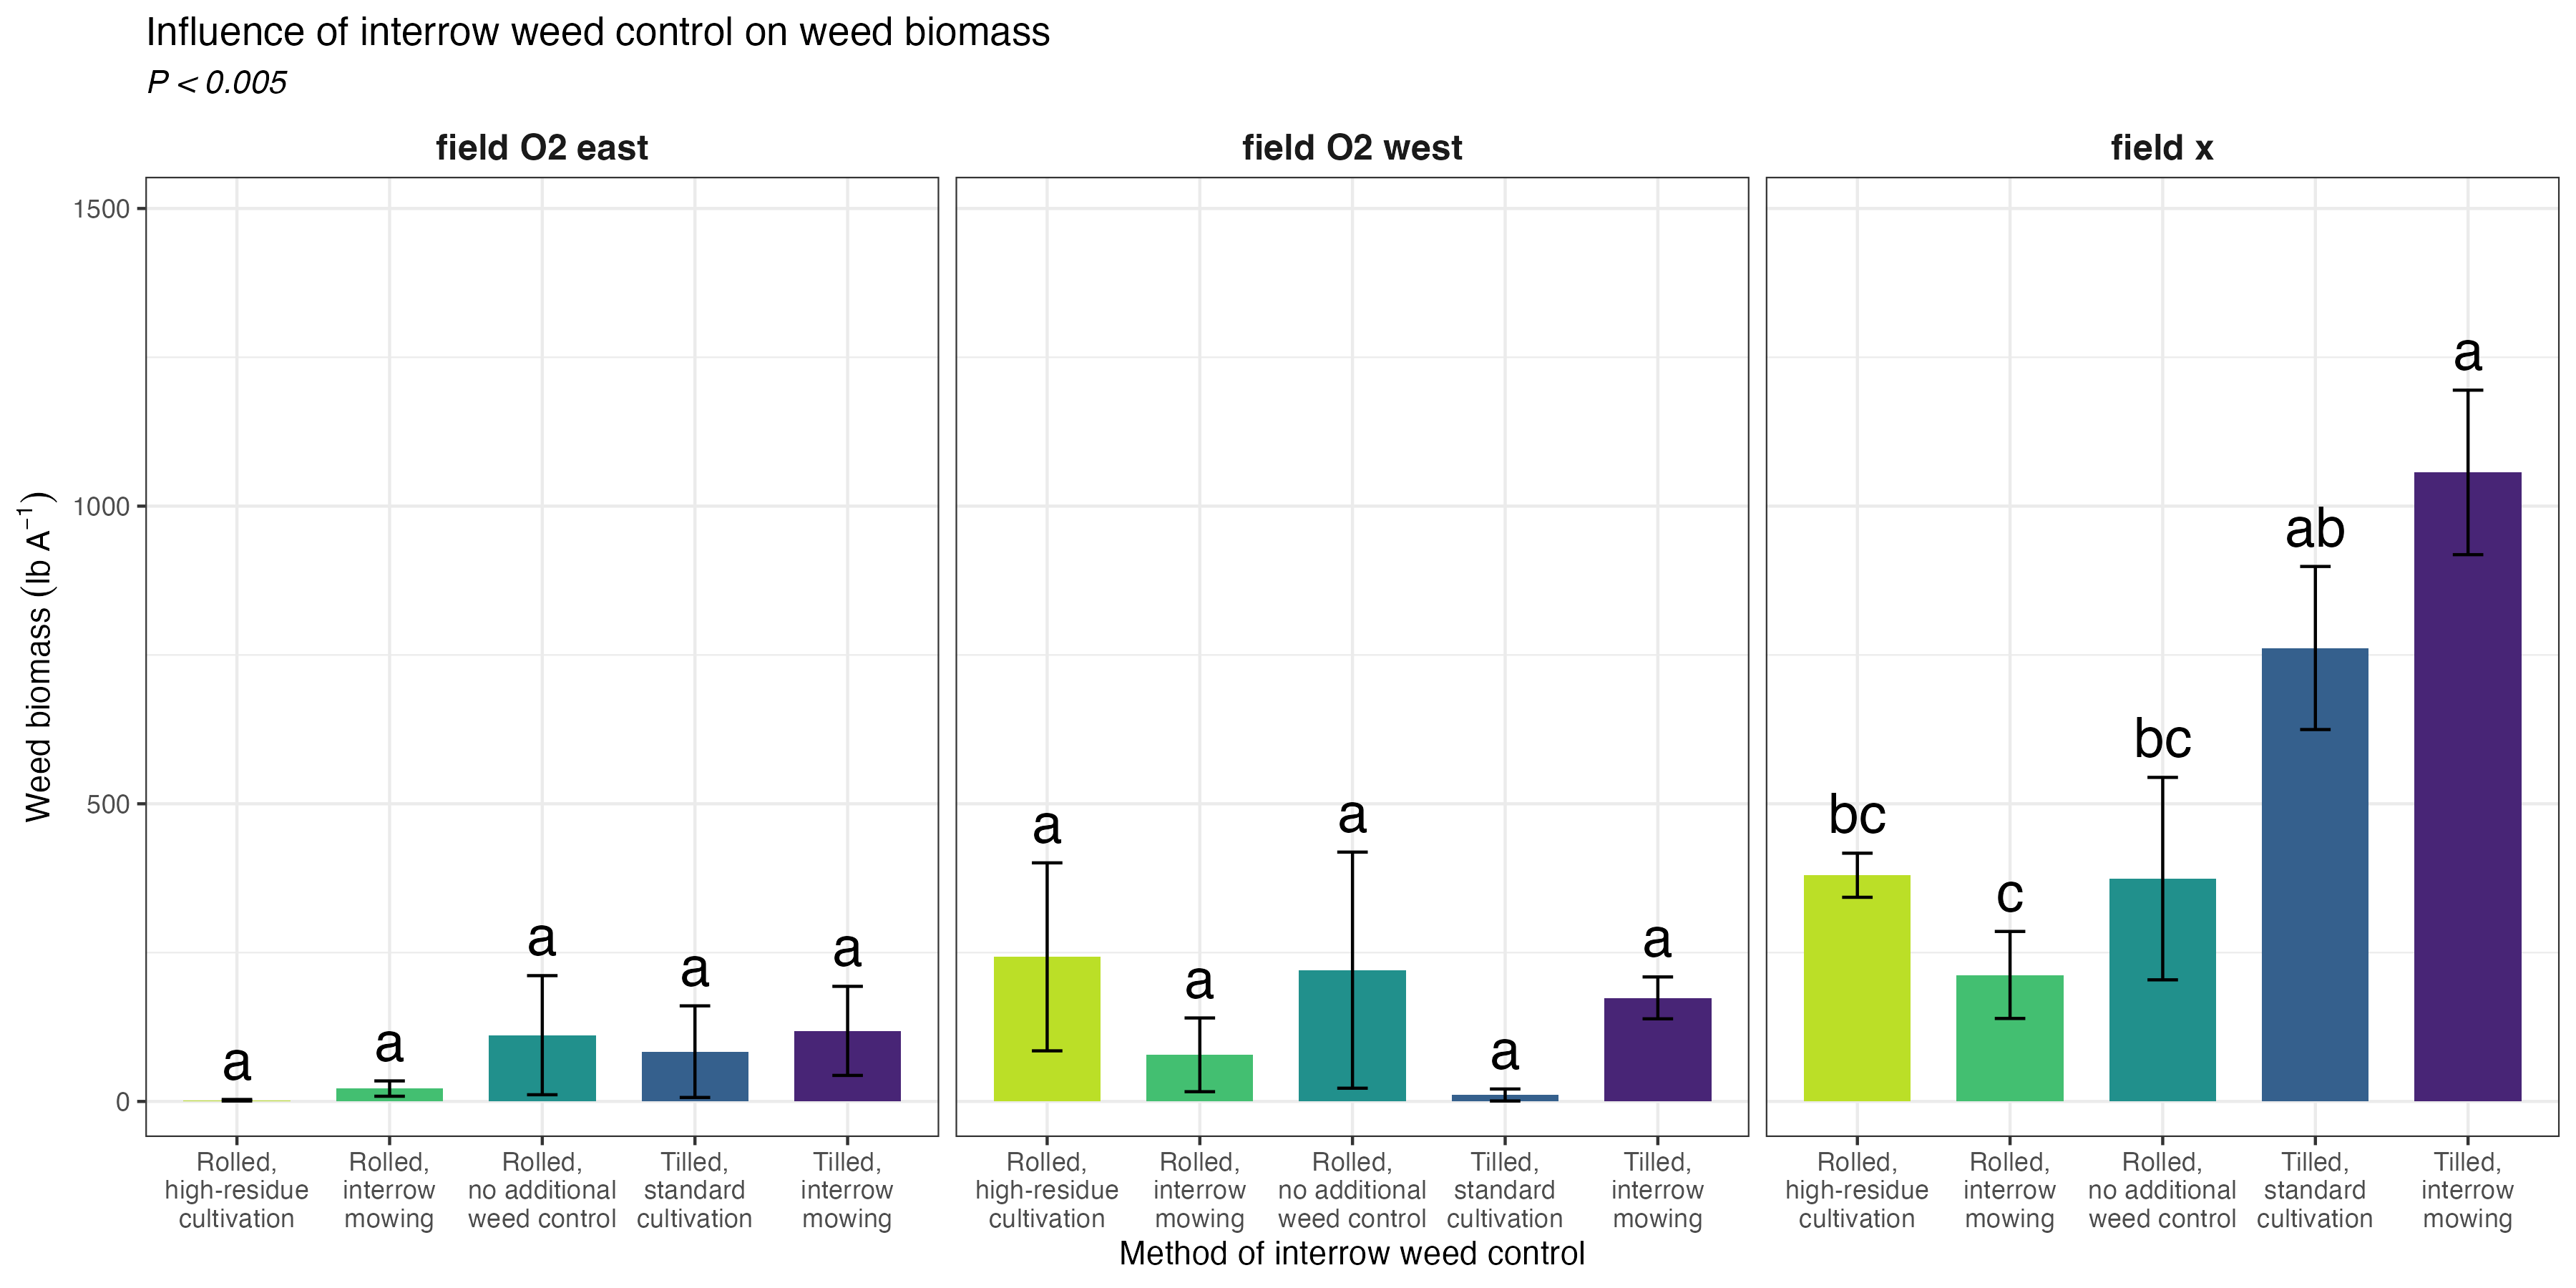 Influence of interrow weed control on weed biomass
P < 0.005
field O2 east
field O2 west
field x
Weed biomass (lb A⁻¹)
1500
1000
500
0
a
a
a
a
a
a
a
a
a
a
bc
c
bc
ab
a
Rolled,
high-residue
cultivation
Rolled,
interrow
mowing
Rolled,
no additional
weed control
Tilled,
standard
cultivation
Tilled,
interrow
mowing
Rolled,
high-residue
cultivation
Rolled,
interrow
mowing
Rolled,
no additional
weed control
Tilled,
standard
cultivation
Tilled,
interrow
mowing
Rolled,
high-residue
cultivation
Rolled,
interrow
mowing
Rolled,
no additional
weed control
Tilled,
standard
cultivation
Tilled,
interrow
mowing
Method of interrow weed control